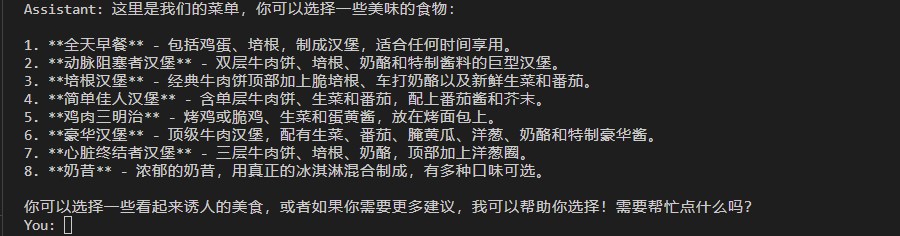 Assistant: 这里是我们的菜单，你可以选择一些美味的食物：
1. **全天早餐** - 包括鸡蛋、培根，制成汉堡，适合任何时间享用。
2. **动脉阻塞者汉堡** - 双层牛肉饼、培根、奶酪和特制酱料的巨型汉堡。
3. **培根汉堡** - 经典牛肉饼顶部加上脆培根、车打奶酪以及新鲜生菜和番茄。
4. **简单佳人汉堡** - 含单层牛肉饼、生菜和番茄，配上番茄酱和芥末。
5. **鸡肉三明治** - 烤鸡或脆鸡、生菜和蛋黄酱，放在烤面包上。
6. **豪华汉堡** - 顶级牛肉汉堡，配有生菜、番茄、腌黄瓜、洋葱、奶酪和特制豪华酱。
7. **心脏终结者汉堡** - 三层牛肉饼、培根、奶酪，顶部加上洋葱圈。
8. **奶昔** - 浓郁的奶昔，用真正的冰淇淋混合制成，有多种口味可选。
你可以选择一些看起来诱人的美食，或者如果你需要更多建议，我可以帮助你选择！需要帮忙点什么吗？
You: